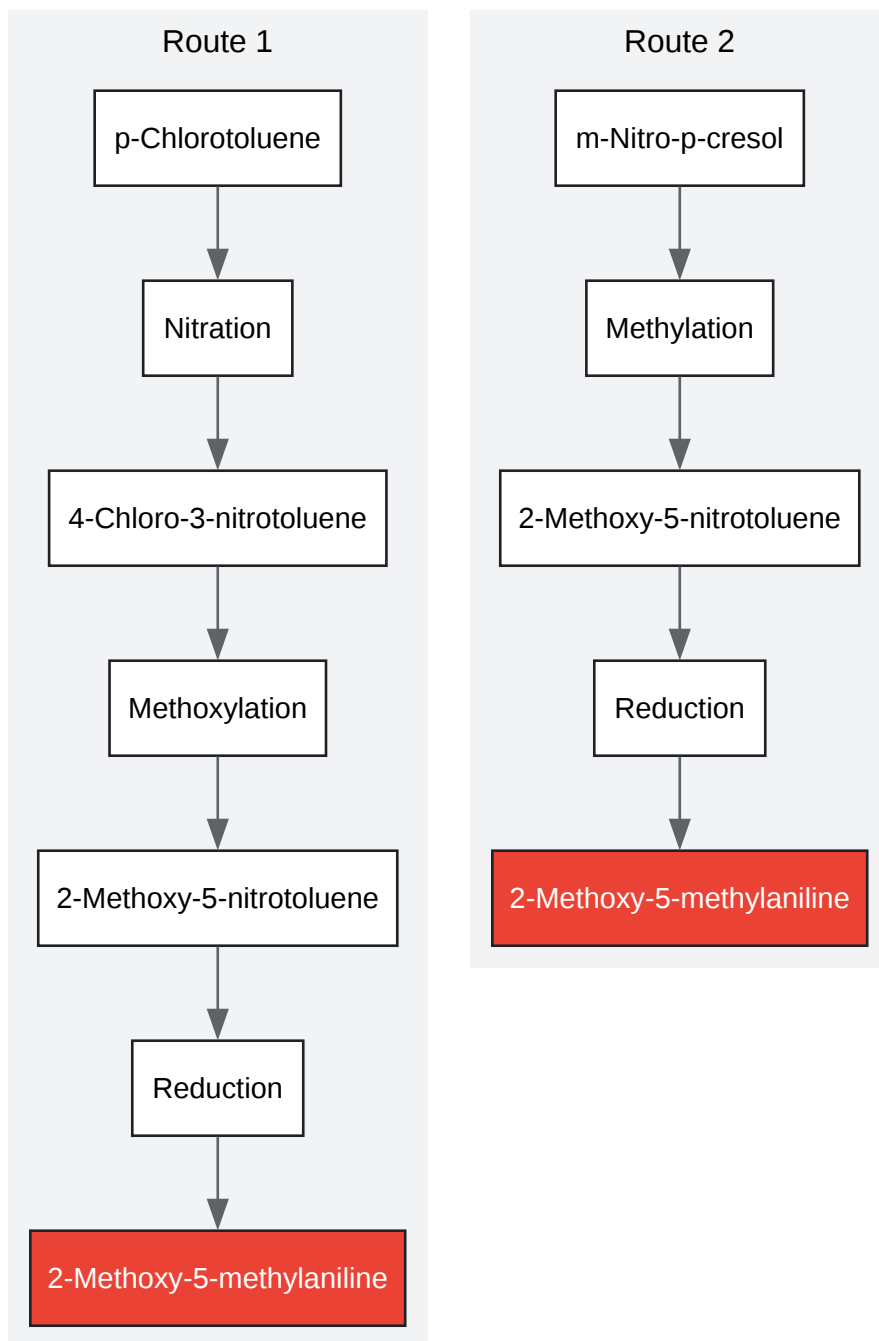 Route 1
p-Chlorotoluene
Nitration
4-Chloro-3-nitrotoluene
Methoxylation
2-Methoxy-5-nitrotoluene
Reduction
2-Methoxy-5-methylaniline
Route 2
m-Nitro-p-cresol
Methylation
2-Methoxy-5-nitrotoluene
Reduction
2-Methoxy-5-methylaniline